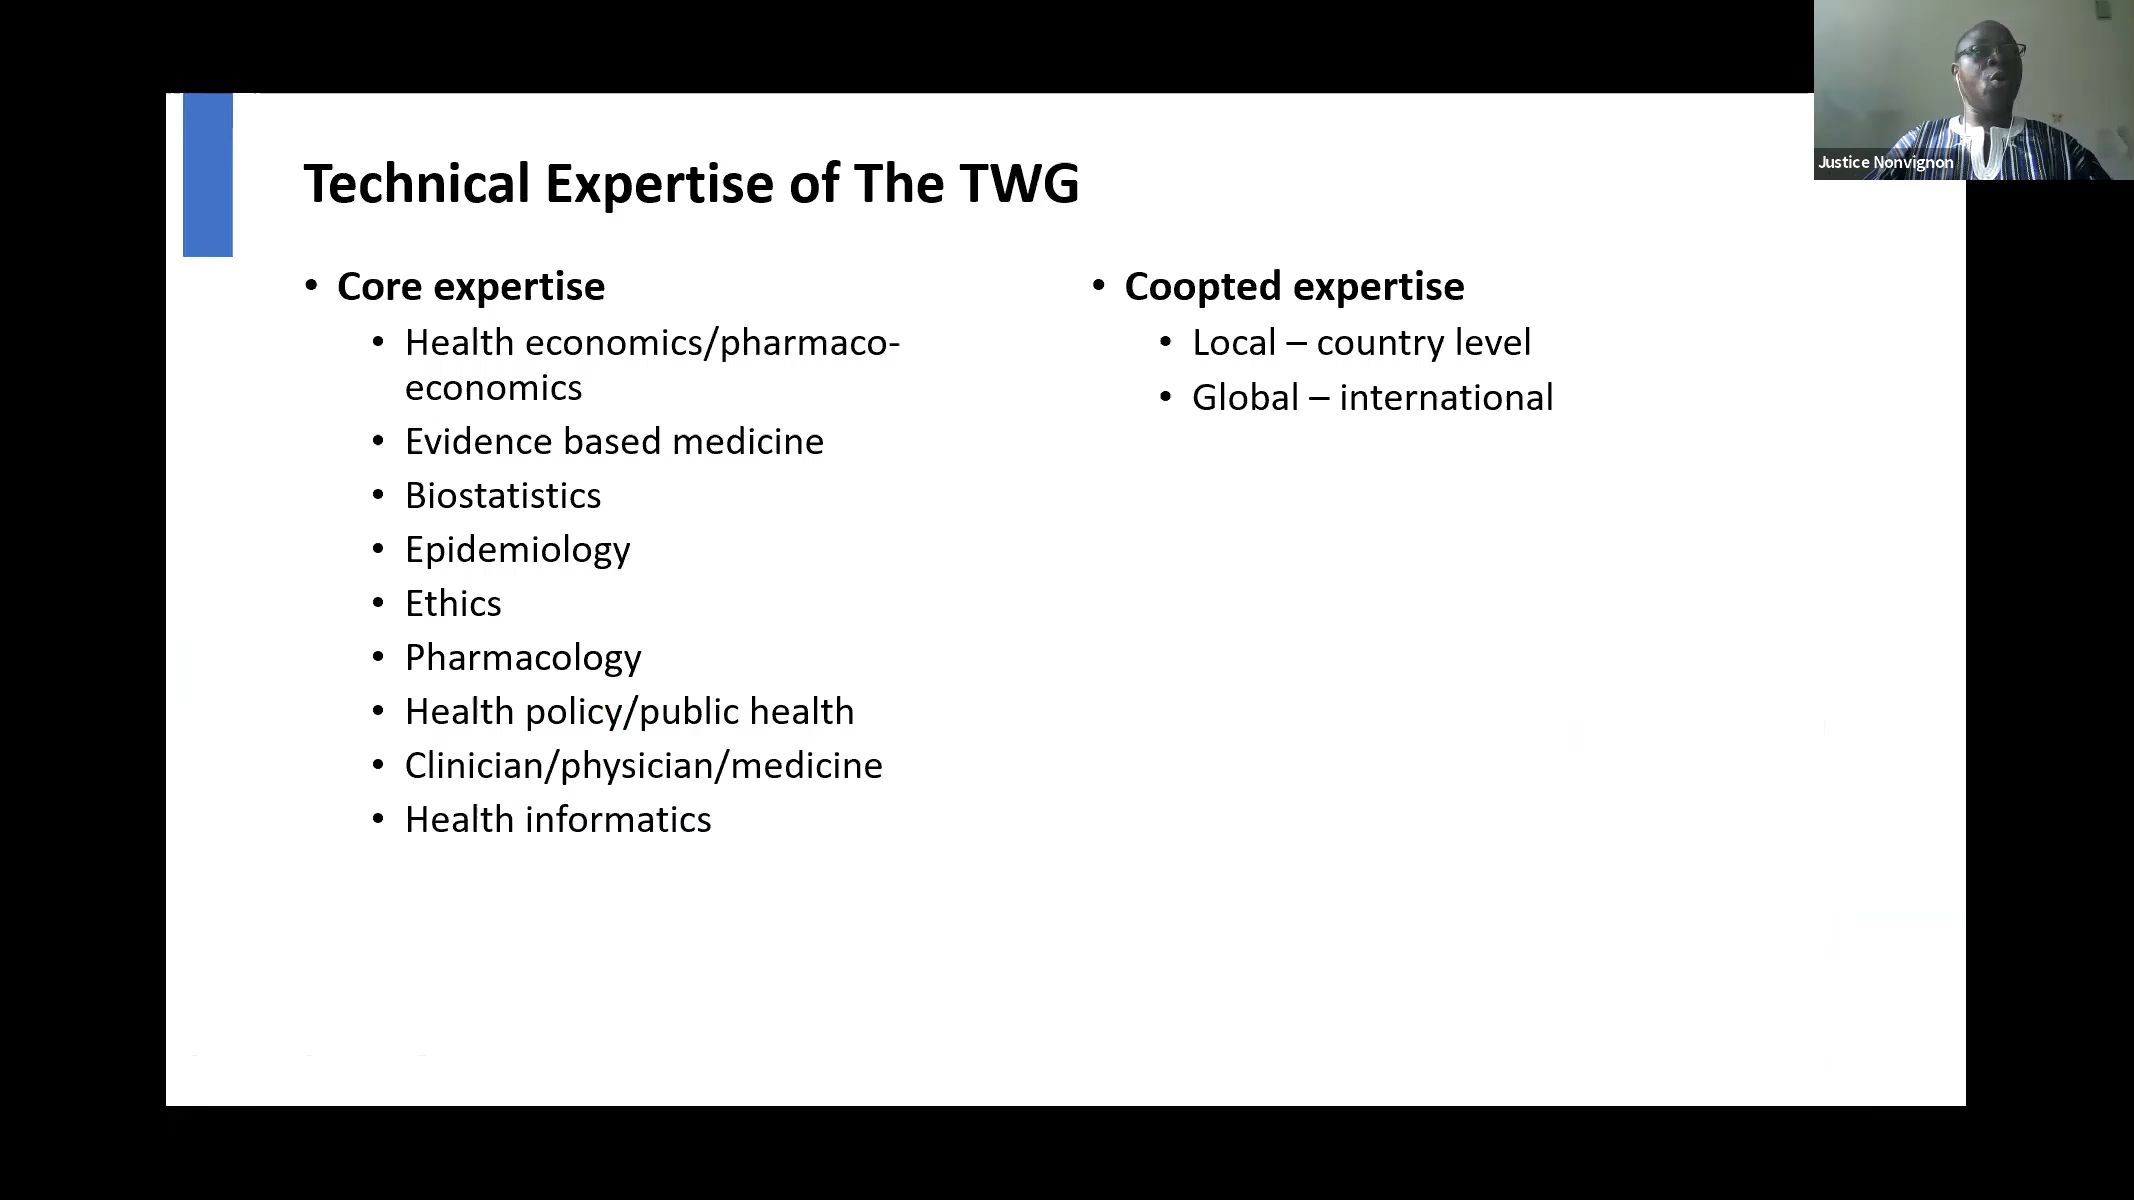 Technical Expertise of The TWG
• Core expertise
• Health economics/pharmaco-
economics
• Evidence based medicine
• Biostatistics
• Epidemiology
• Ethics
• Pharmacology
• Health policy/public health
• Clinician/physician/medicine
• Health informatics
• Coopted expertise
• Local – country level
• Global – international
Justice Nonvignon